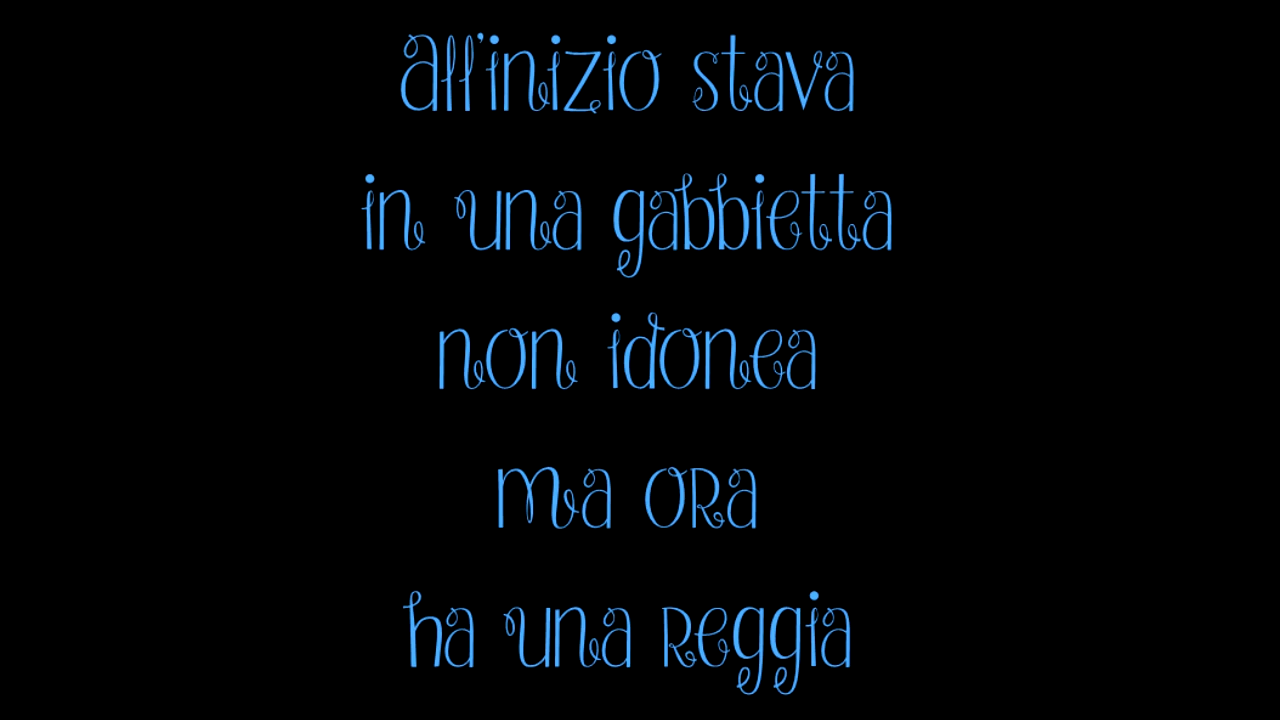 All'inizio stava
in una gabbietta
non idonea
ma ora
ha una reggia